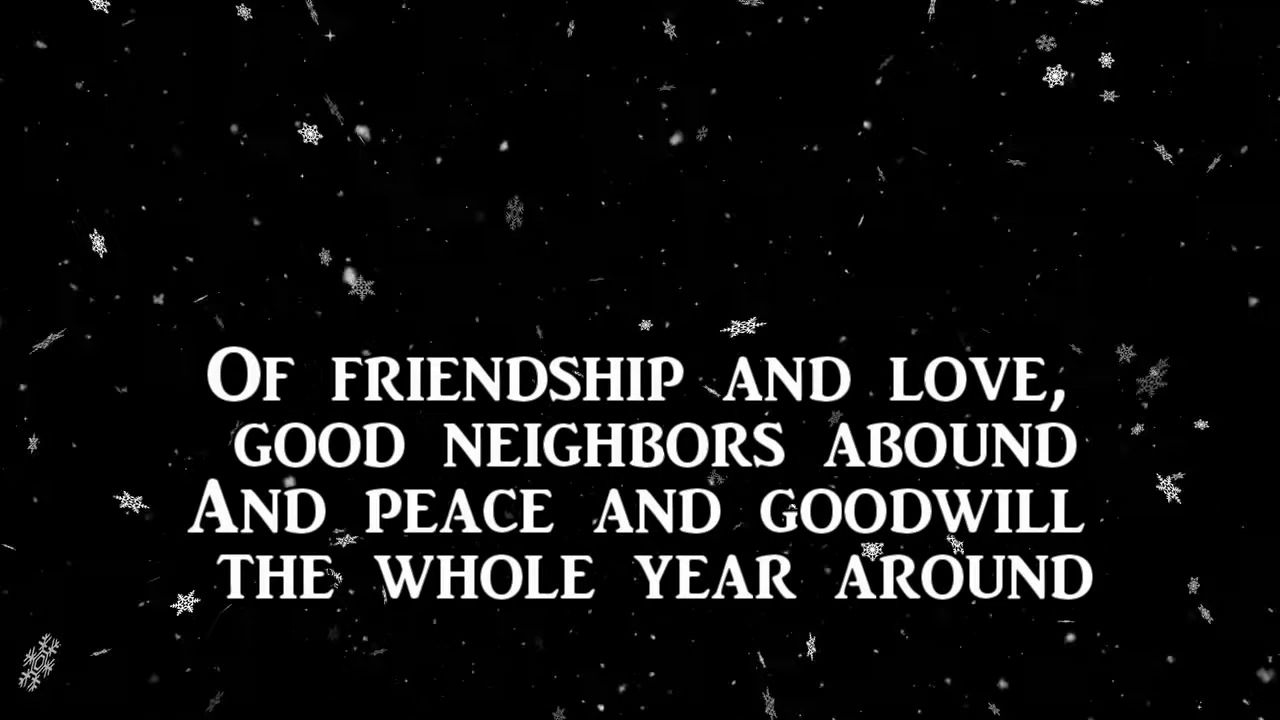 Of friendship and love,
good neighbors abound
And peace and goodwill
the whole year around